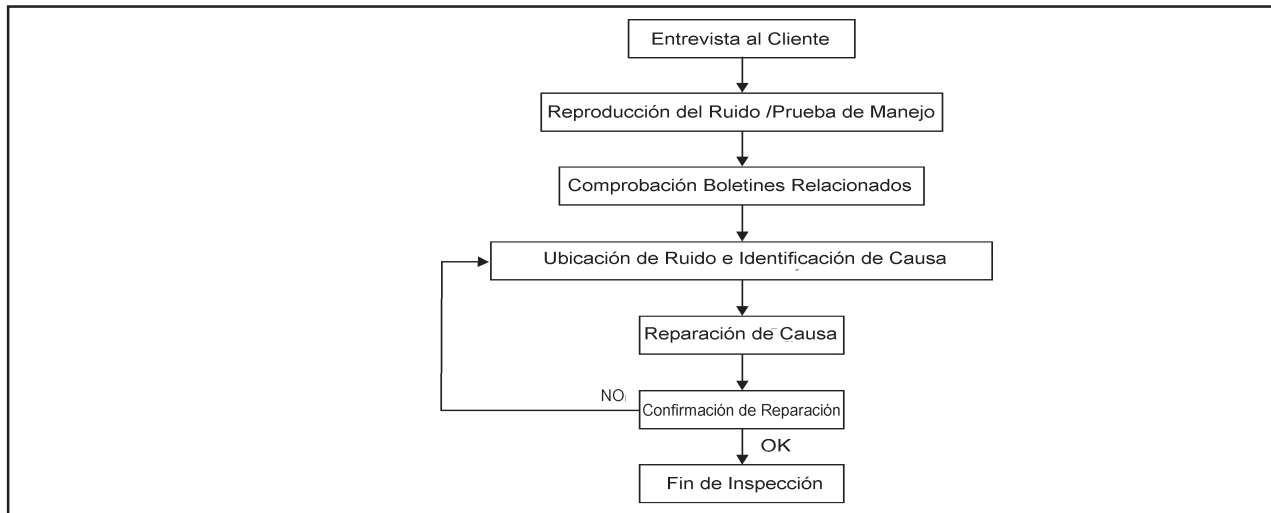 Entrevista al Cliente
Reproducción del Ruido /Prueba de Manejo
Comprobación Boletines Relacionados
Ubicación de Ruido e Identificación de Causa
Reparación de Causa
NO
Confirmación de Reparación
OK
Fin de Inspección